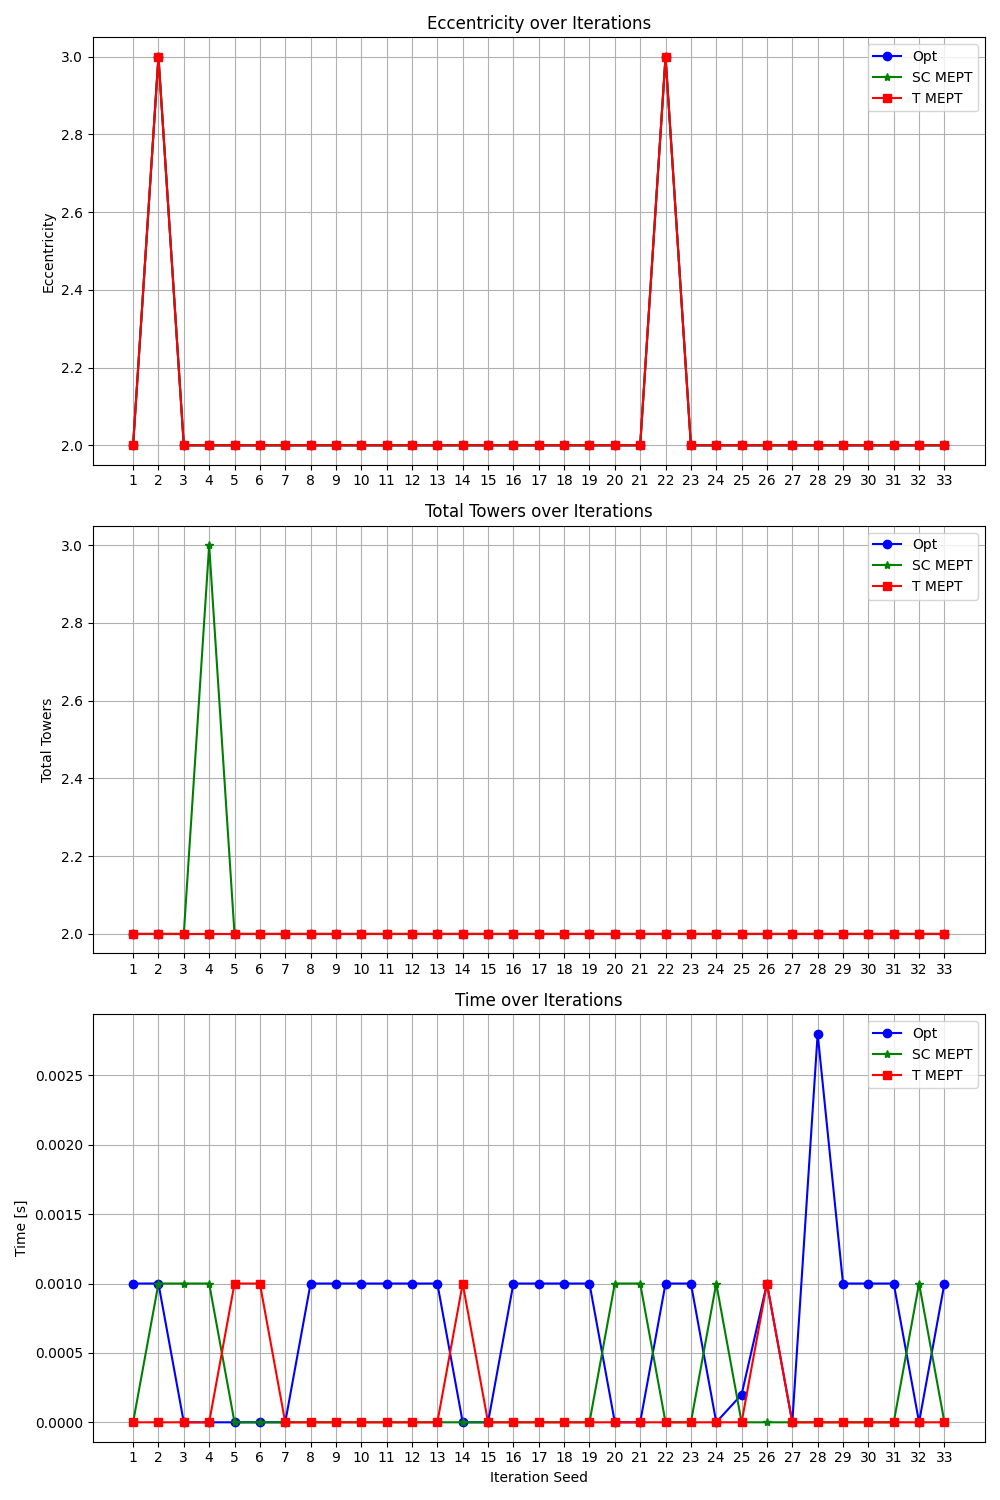 Eccentricity over Iterations
3.0
2.8
2.6
2.4
2.2
2.0
Eccentricity
Opt
SC MEPT
T MEPT
1 2 3 4 5 6 7 8 9 10 11 12 13 14 15 16 17 18 19 20 21 22 23 24 25 26 27 28 29 30 31 32 33
Total Towers over Iterations
3.0
2.8
2.6
2.4
2.2
2.0
Total Towers
Opt
SC MEPT
T MEPT
1 2 3 4 5 6 7 8 9 10 11 12 13 14 15 16 17 18 19 20 21 22 23 24 25 26 27 28 29 30 31 32 33
Time over Iterations
0.0025
0.0020
0.0015
0.0010
0.0005
0.0000
Time [s]
Opt
SC MEPT
T MEPT
1 2 3 4 5 6 7 8 9 10 11 12 13 14 15 16 17 18 19 20 21 22 23 24 25 26 27 28 29 30 31 32 33
Iteration Seed